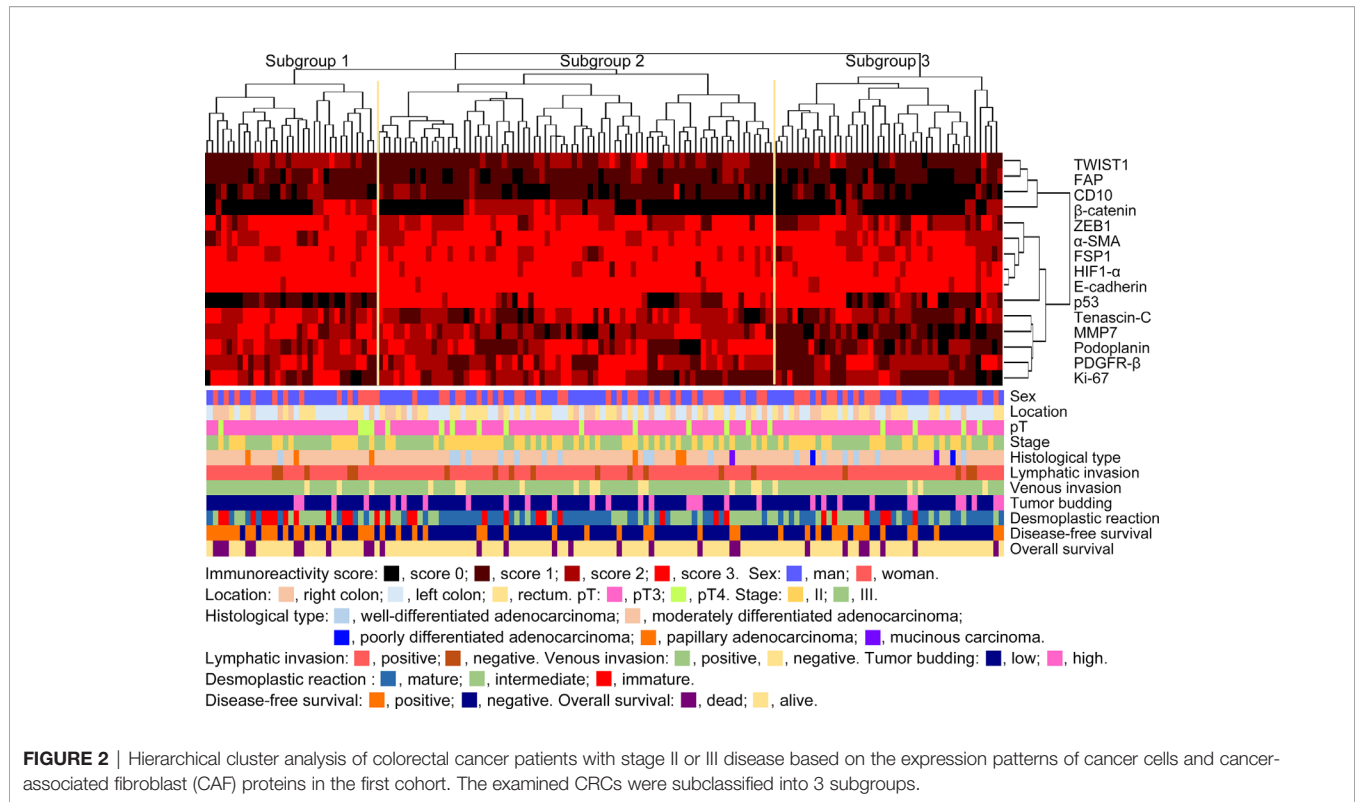 Subgroup 1 Subgroup 2 Subgroup 3
TWIST1
FAP
CD10
β-catenin
ZEB1
α-SMA
FSP1
HIF1-α
E-cadherin
p53
Tenascin-C
MMP7
Podoplanin
PDGFR-β
Ki-67
Sex
Location
pT
Stage
Histological type
Lymphatic invasion
Venous invasion
Tumor budding
Desmoplastic reaction
Disease-free survival
Overall survival
Immunoreactivity score: , score 0; , score 1; , score 2; , score 3. Sex: , man; , woman.
Location: , right colon; , left colon; , rectum. pT: , pT3; , pT4. Stage: , II; , III.
Histological type: , well-differentiated adenocarcinoma; , moderately differentiated adenocarcinoma;
, poorly differentiated adenocarcinoma; , papillary adenocarcinoma; , mucinous carcinoma.
Lymphatic invasion: , positive; , negative. Venous invasion: , positive, , negative. Tumor budding: , low; , high.
Desmoplastic reaction : , mature; , intermediate; , immature.
Disease-free survival: , positive; , negative. Overall survival: , dead; , alive.
FIGURE 2 | Hierarchical cluster analysis of colorectal cancer patients with stage II or III disease based on the expression patterns of cancer cells and cancer-
associated fibroblast (CAF) proteins in the first cohort. The examined CRCs were subclassified into 3 subgroups.